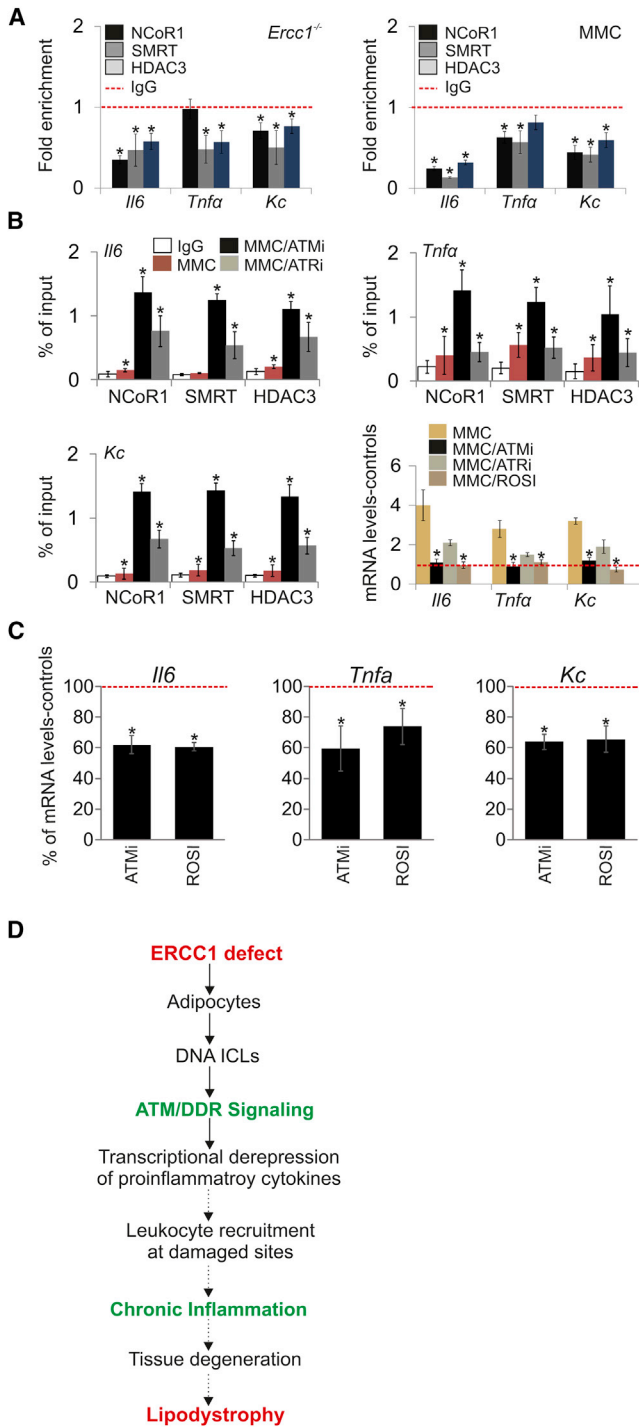 A
Ercc1-/-
NCoR1
SMRT
HDAC3
IgG
Fold enrichment
2
1
0
* * * * * * * *
Il6 Tnfα Kc
MMC
NCoR1
SMRT
HDAC3
IgG
Fold enrichment
2
1
0
* * * * * * * *
Il6 Tnfα Kc
B
Il6
IgG MMC/ATMi
MMC MMC/ATRi
% of input
2
1
0
* * * * * * * *
NCoR1 SMRT HDAC3
Tnfα
% of input
2
1
0
* * * * * * * * *
NCoR1 SMRT HDAC3
Kc
% of input
2
1
0
* * * * * * * * *
NCoR1 SMRT HDAC3
MMC
MMC/ATMi
MMC/ATRi
MMC/ROSI
mRNA levels-controls
6
4
2
0
* * * * * *
Il6 Tnfα Kc
C
% of mRNA levels-controls
Il6
100
80
60
40
20
0
* *
ATMi
ROSI
Tnfa
100
80
60
40
20
0
* *
ATMi
ROSI
Kc
100
80
60
40
20
0
* *
ATMi
ROSI
D
ERCC1 defect
Adipocytes
DNA ICLs
ATM/DDR Signaling
Transcriptional derepression
of proinflammatroy cytokines
Leukocyte recruitment
at damaged sites
Chronic Inflammation
Tissue degeneration
Lipodystrophy